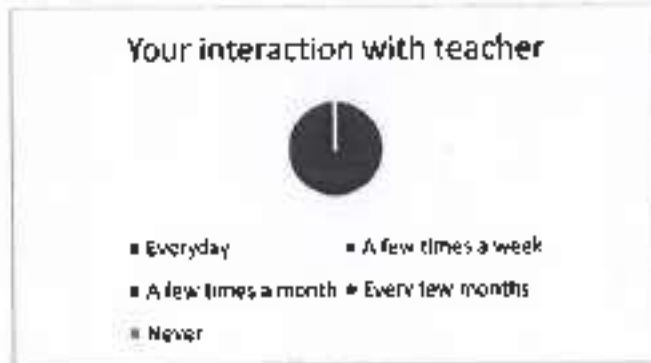 Your interaction with teacher
Everyday A few times a week
A few times a month Every few months
Never